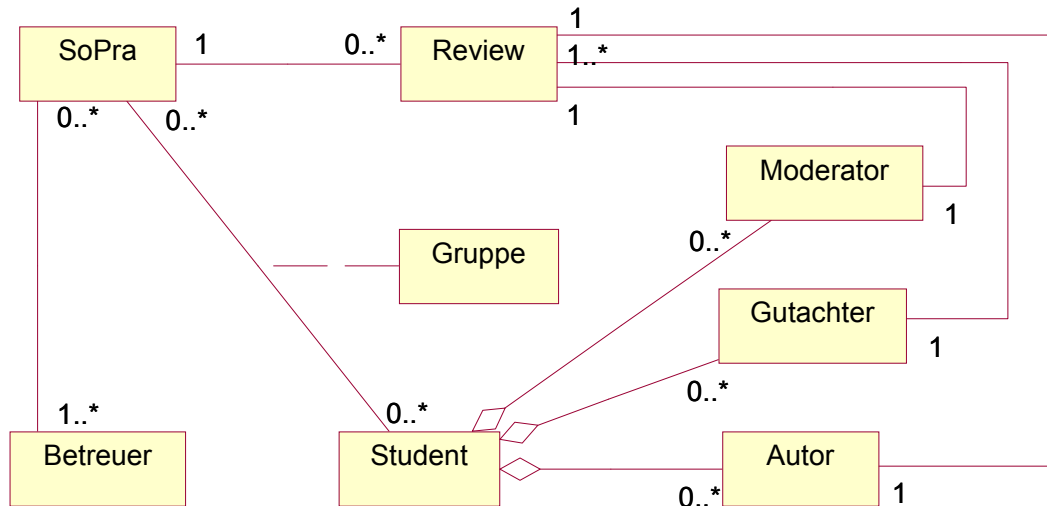 SoPra
1
0..*
Review
1
1..*
1
0..*
0..*
Moderator
1
0..*
Gruppe
Gutachter
1
0..*
1..*
0..*
Betreuer
Student
Autor
0..*
1